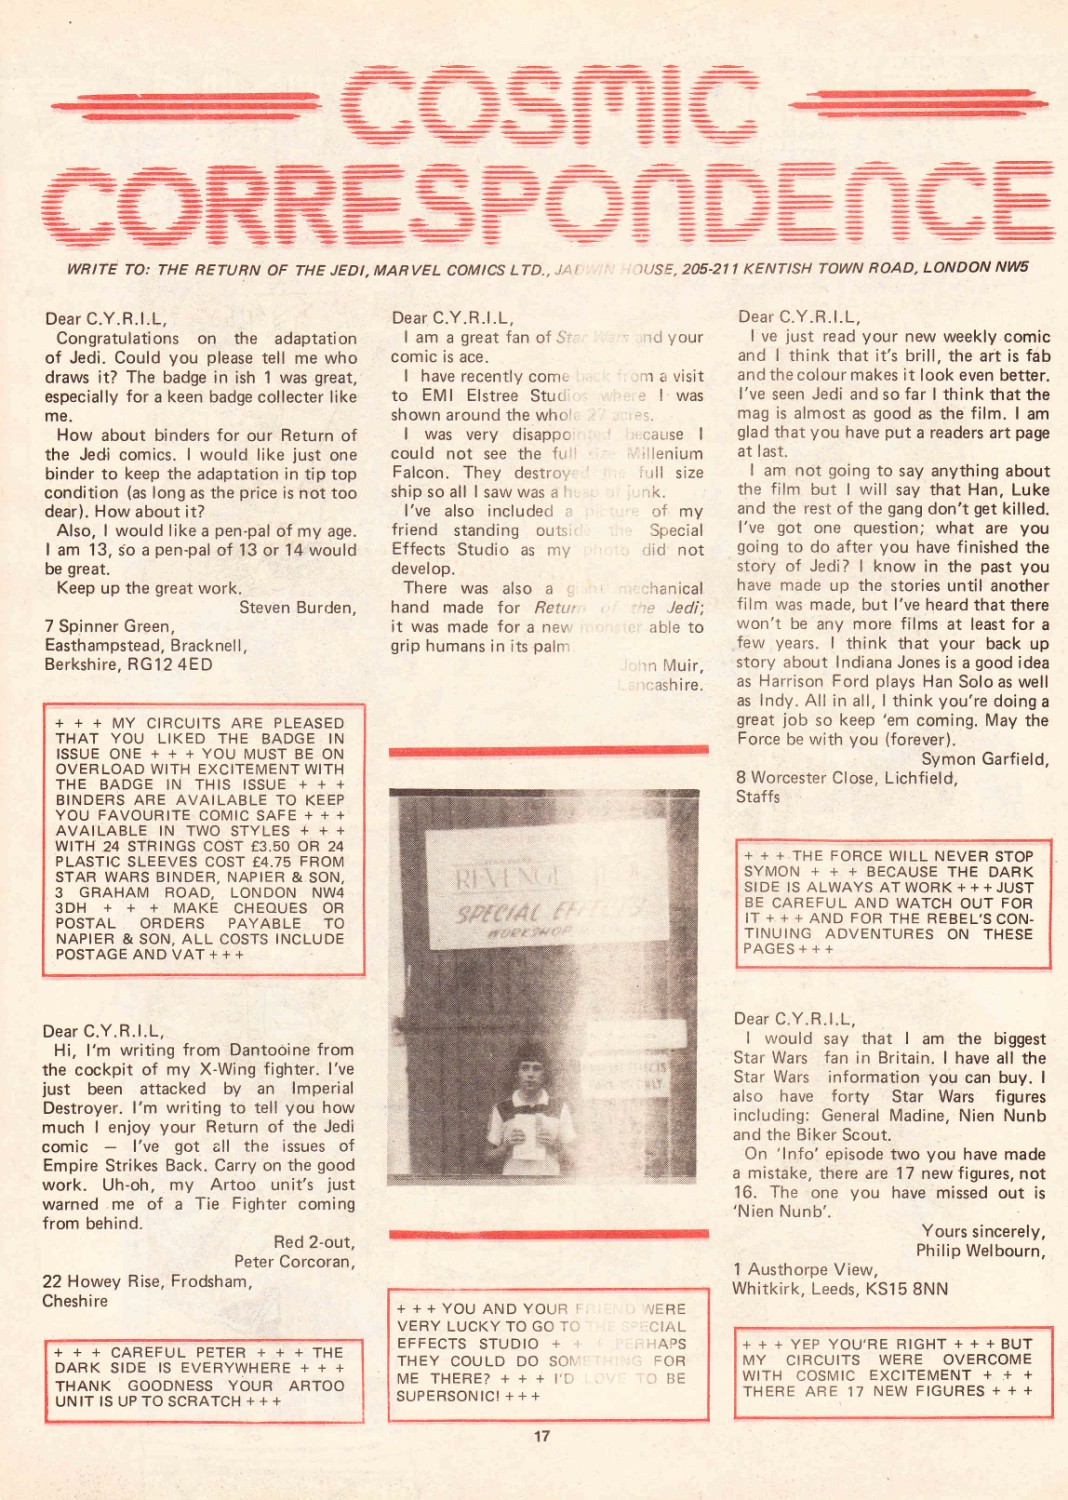 COSMIC
CORRESPONDENCE
WRITE TO: THE RETURN OF THE JEDI, MARVEL COMICS LTD., JADWIN HOUSE, 205-211 KENTISH TOWN ROAD, LONDON NW5
Dear C.Y.R.I.L,
Congratulations on the adaptation
of Jedi. Could you please tell me who
draws it? The badge in ish 1 was great,
especially for a keen badge collecter like
me.
How about binders for our Return of
the Jedi comics. I would like just one
binder to keep the adaptation in tip top
condition (as long as the price is not too
dear). How about it?
Also, I would like a pen-pal of my age.
I am 13, so a pen-pal of 13 or 14 would
be great.
Keep up the great work.
Steven Burden,
7 Spinner Green,
Easthampstead, Bracknell,
Berkshire, RG12 4ED
+ + + MY CIRCUITS ARE PLEASED
THAT YOU LIKED THE BADGE IN
ISSUE ONE + + + YOU MUST BE ON
OVERLOAD WITH EXCITEMENT WITH
THE BADGE IN THIS ISSUE + + +
BINDERS ARE AVAILABLE TO KEEP
YOU FAVOURITE COMIC SAFE + + +
AVAILABLE IN TWO STYLES + + +
WITH 24 STRINGS COST £3.50 OR 24
PLASTIC SLEEVES COST £4.75 FROM
STAR WARS BINDER, NAPIER & SON,
3 GRAHAM ROAD, LONDON NW4
3DH + + + MAKE CHEQUES OR
POSTAL ORDERS PAYABLE TO
NAPIER & SON, ALL COSTS INCLUDE
POSTAGE AND VAT + + +
Dear C.Y.R.I.L,
Hi, I'm writing from Dantooine from
the cockpit of my X-Wing fighter. I've
just been attacked by an Imperial
Destroyer. I'm writing to tell you how
much I enjoy your Return of the Jedi
comic — I've got all the issues of
Empire Strikes Back. Carry on the good
work. Uh-oh, my Artoo unit's just
warned me of a Tie Fighter coming
from behind.
Red 2-out,
Peter Corcoran,
22 Howey Rise, Frodsham,
Cheshire
+ + + CAREFUL PETER + + + THE
DARK SIDE IS EVERYWHERE + + +
THANK GOODNESS YOUR ARTOO
UNIT IS UP TO SCRATCH + + +
Dear C.Y.R.I.L,
I am a great fan of Star Wars and your
comic is ace.
I have recently come back from a visit
to EMI Elstree Studios where I was
shown around the whole 27 acres.
I was very disappointed because I
could not see the full size Millenium
Falcon. They destroyed the full size
ship so all I saw was a heap of junk.
I've also included a picture of my
friend standing outside the Special
Effects Studio as my photo did not
develop.
There was also a giant mechanical
hand made for Return of the Jedi;
it was made for a new monster able to
grip humans in its palm.
John Muir,
Lancashire.
REVENGE
SPECIAL EFFECTS
WORKSHOP
+ + + YOU AND YOUR FRIEND WERE
VERY LUCKY TO GO TO THE SPECIAL
EFFECTS STUDIO + + + PERHAPS
THEY COULD DO SOMETHING FOR
ME THERE? + + + I'D LOVE TO BE
SUPERSONIC! + + +
Dear C.Y.R.I.L,
I ve just read your new weekly comic
and I think that it's brill, the art is fab
and the colour makes it look even better.
I've seen Jedi and so far I think that the
mag is almost as good as the film. I am
glad that you have put a readers art page
at last.
I am not going to say anything about
the film but I will say that Han, Luke
and the rest of the gang don't get killed.
I've got one question; what are you
going to do after you have finished the
story of Jedi? I know in the past you
have made up the stories until another
film was made, but I've heard that there
won't be any more films at least for a
few years. I think that your back up
story about Indiana Jones is a good idea
as Harrison Ford plays Han Solo as well
as Indy. All in all, I think you're doing a
great job so keep 'em coming. May the
Force be with you (forever).
Symon Garfield,
8 Worcester Close, Lichfield,
Staffs
+ + + THE FORCE WILL NEVER STOP
SYMON + + + BECAUSE THE DARK
SIDE IS ALWAYS AT WORK + + + JUST
BE CAREFUL AND WATCH OUT FOR
IT + + + AND FOR THE REBEL'S CON-
TINUING ADVENTURES ON THESE
PAGES + + +
Dear C.Y.R.I.L,
I would say that I am the biggest
Star Wars fan in Britain. I have all the
Star Wars information you can buy. I
also have forty Star Wars figures
including: General Madine, Nien Nunb
and the Biker Scout.
On 'Info' episode two you have made
a mistake, there are 17 new figures, not
16. The one you have missed out is
'Nien Nunb'.
Yours sincerely,
Philip Welbourn,
1 Austhorpe View,
Whitkirk, Leeds, KS15 8NN
+ + + YEP YOU'RE RIGHT + + + BUT
MY CIRCUITS WERE OVERCOME
WITH COSMIC EXCITEMENT + + +
THERE ARE 17 NEW FIGURES + + +
17